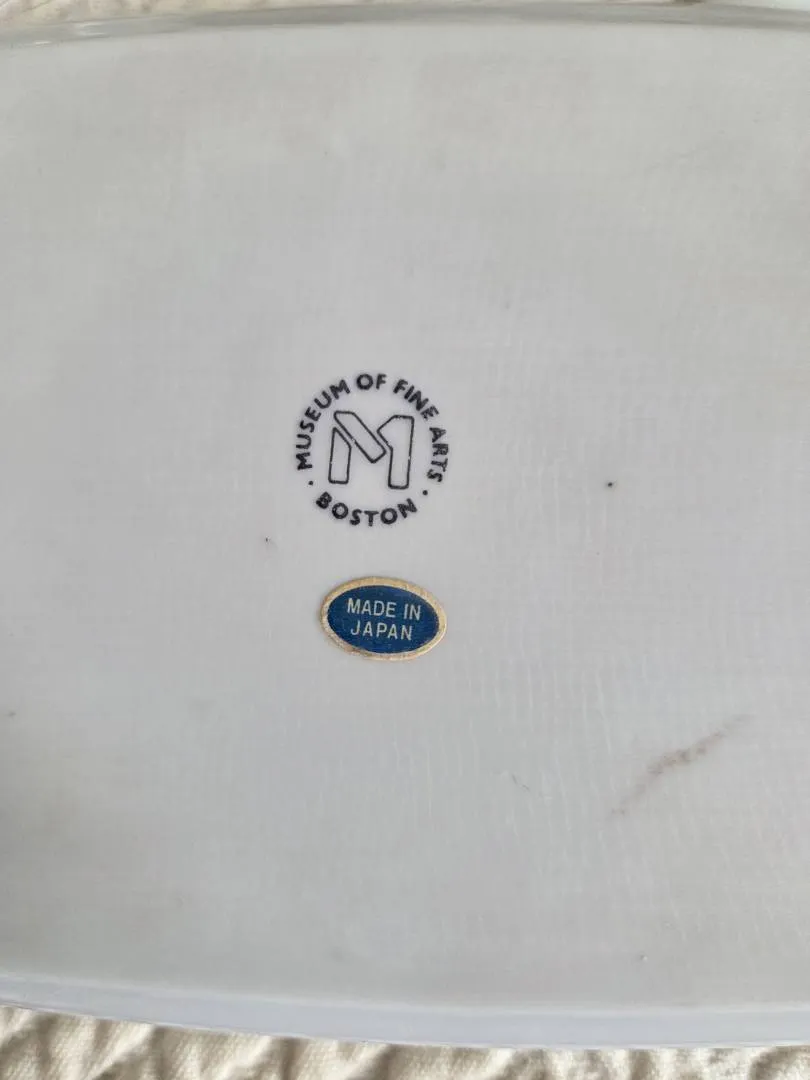 MUSEUM OF FINE ARTS
· BOSTON ·
M
MADE IN
JAPAN